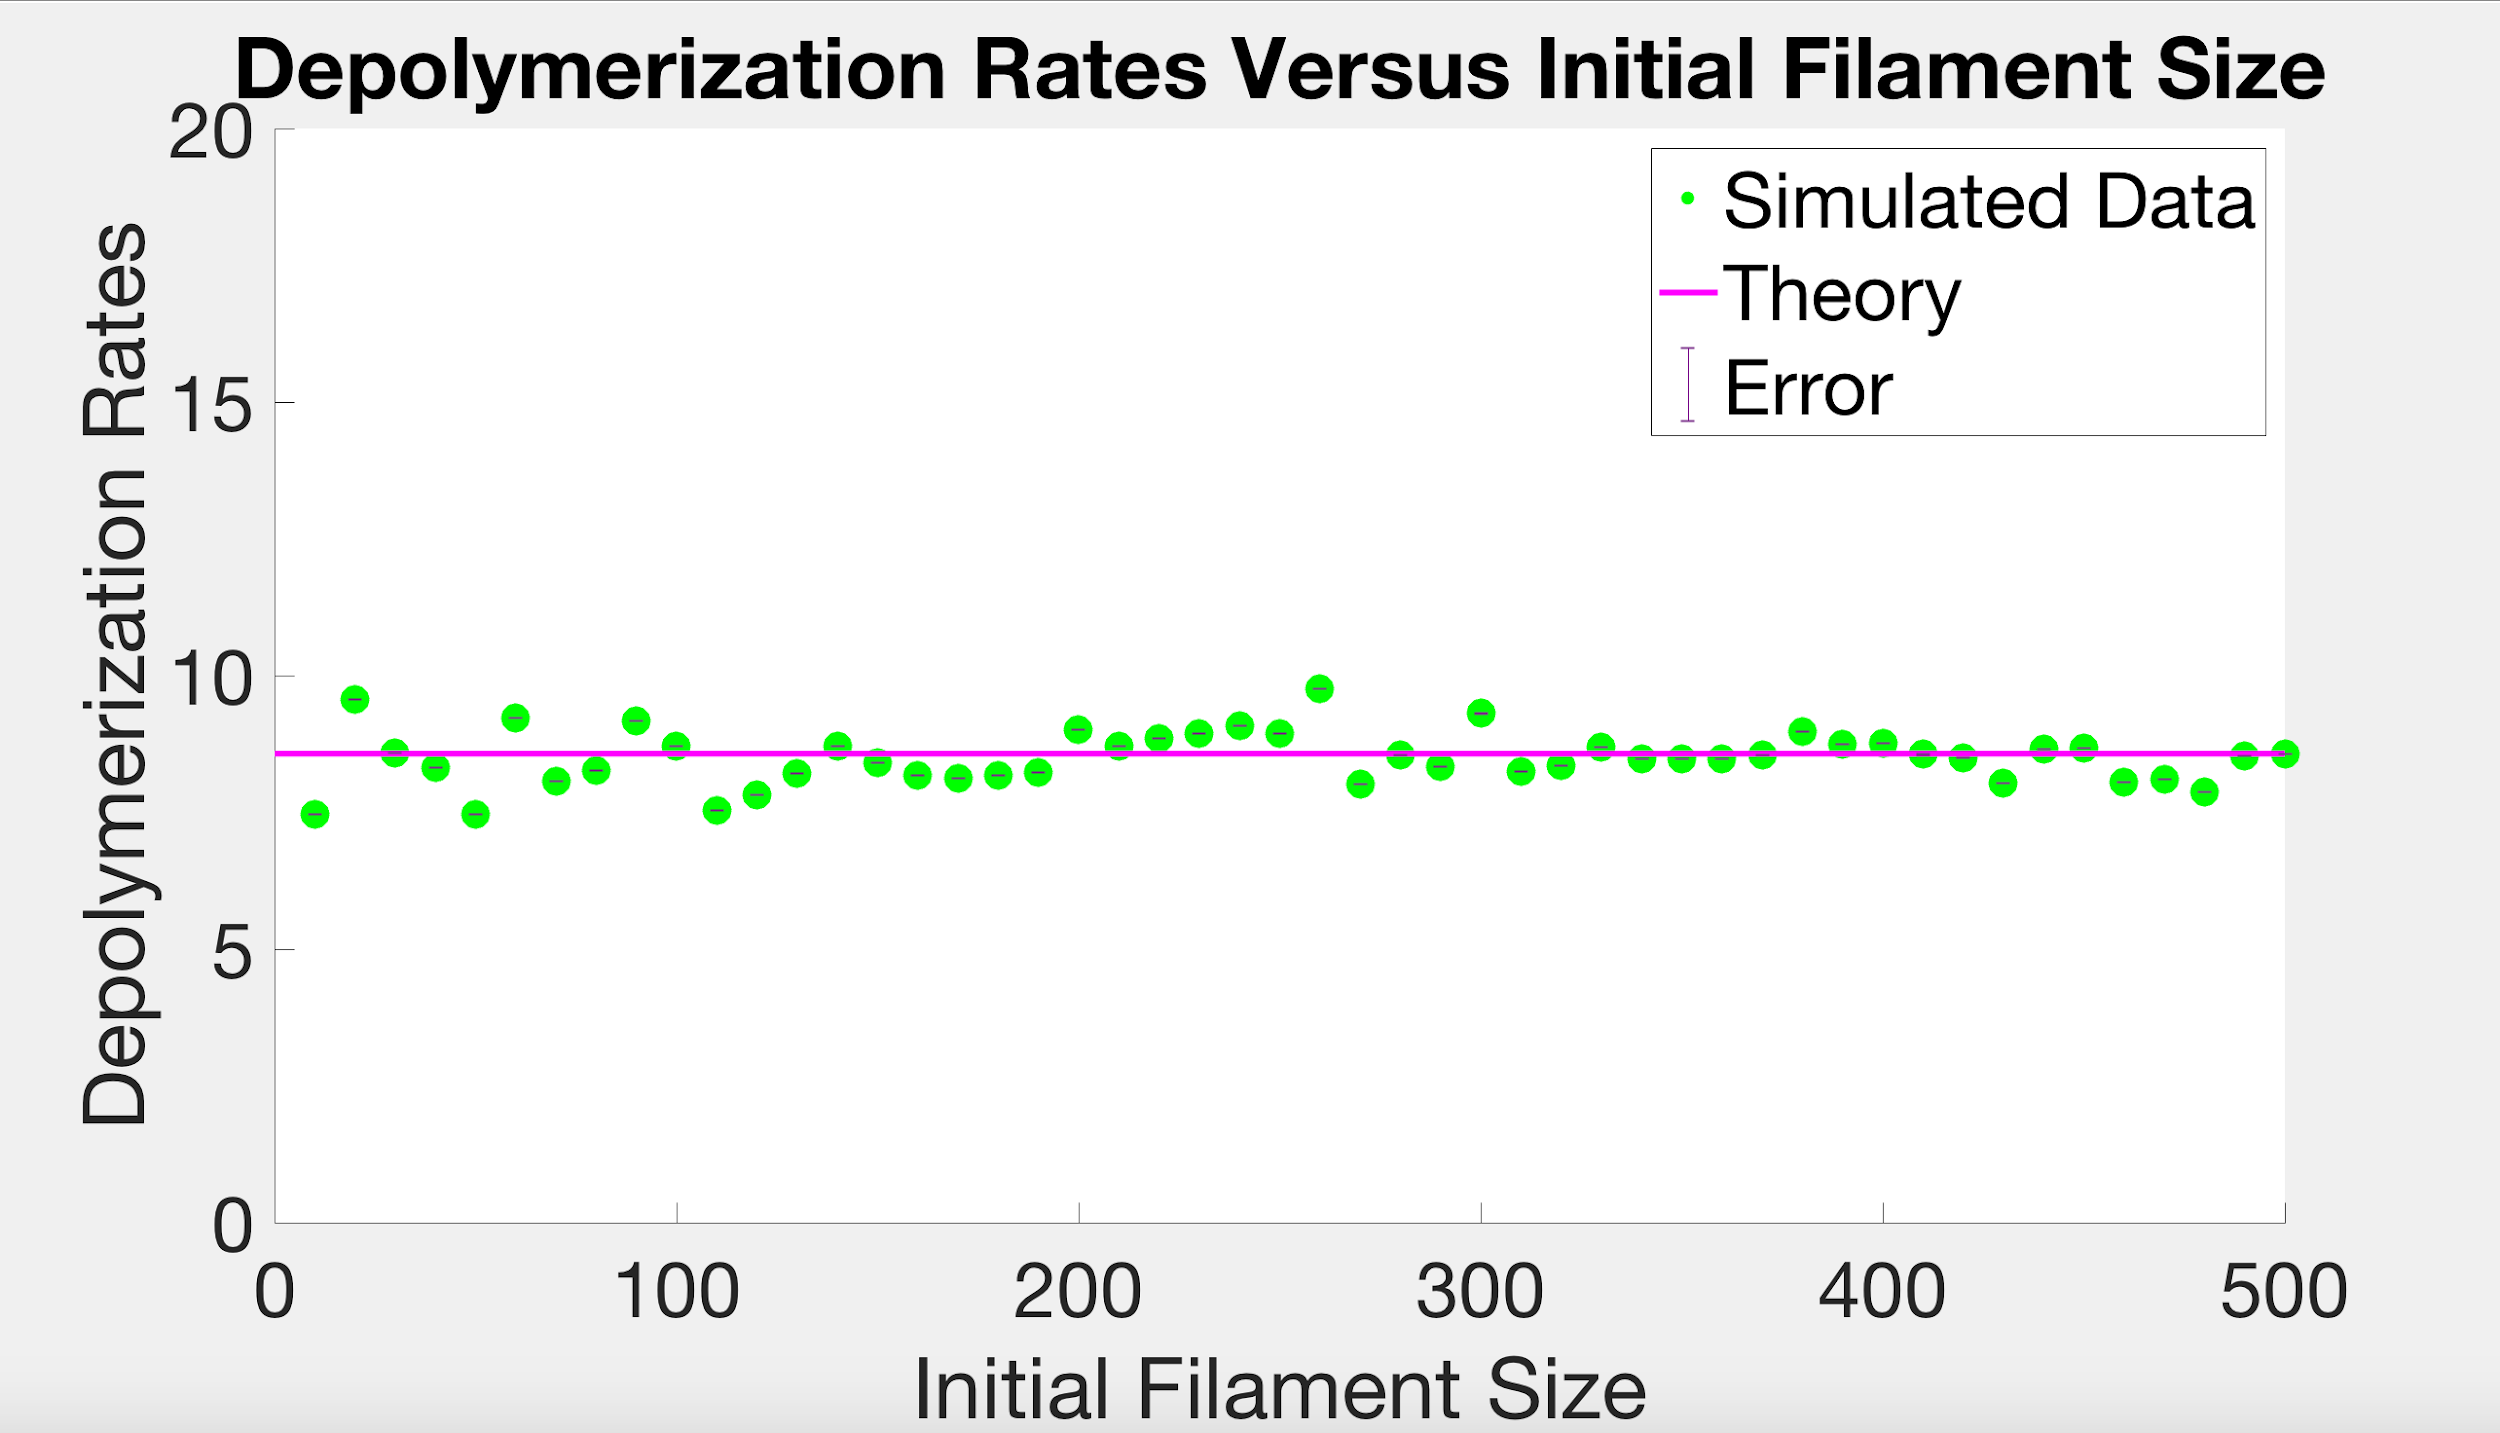 Depolymerization Rates Versus Initial Filament Size
Simulated Data
Theory
Error
Depolymerization Rates
20
15
10
5
0
0 100 200 300 400 500
Initial Filament Size